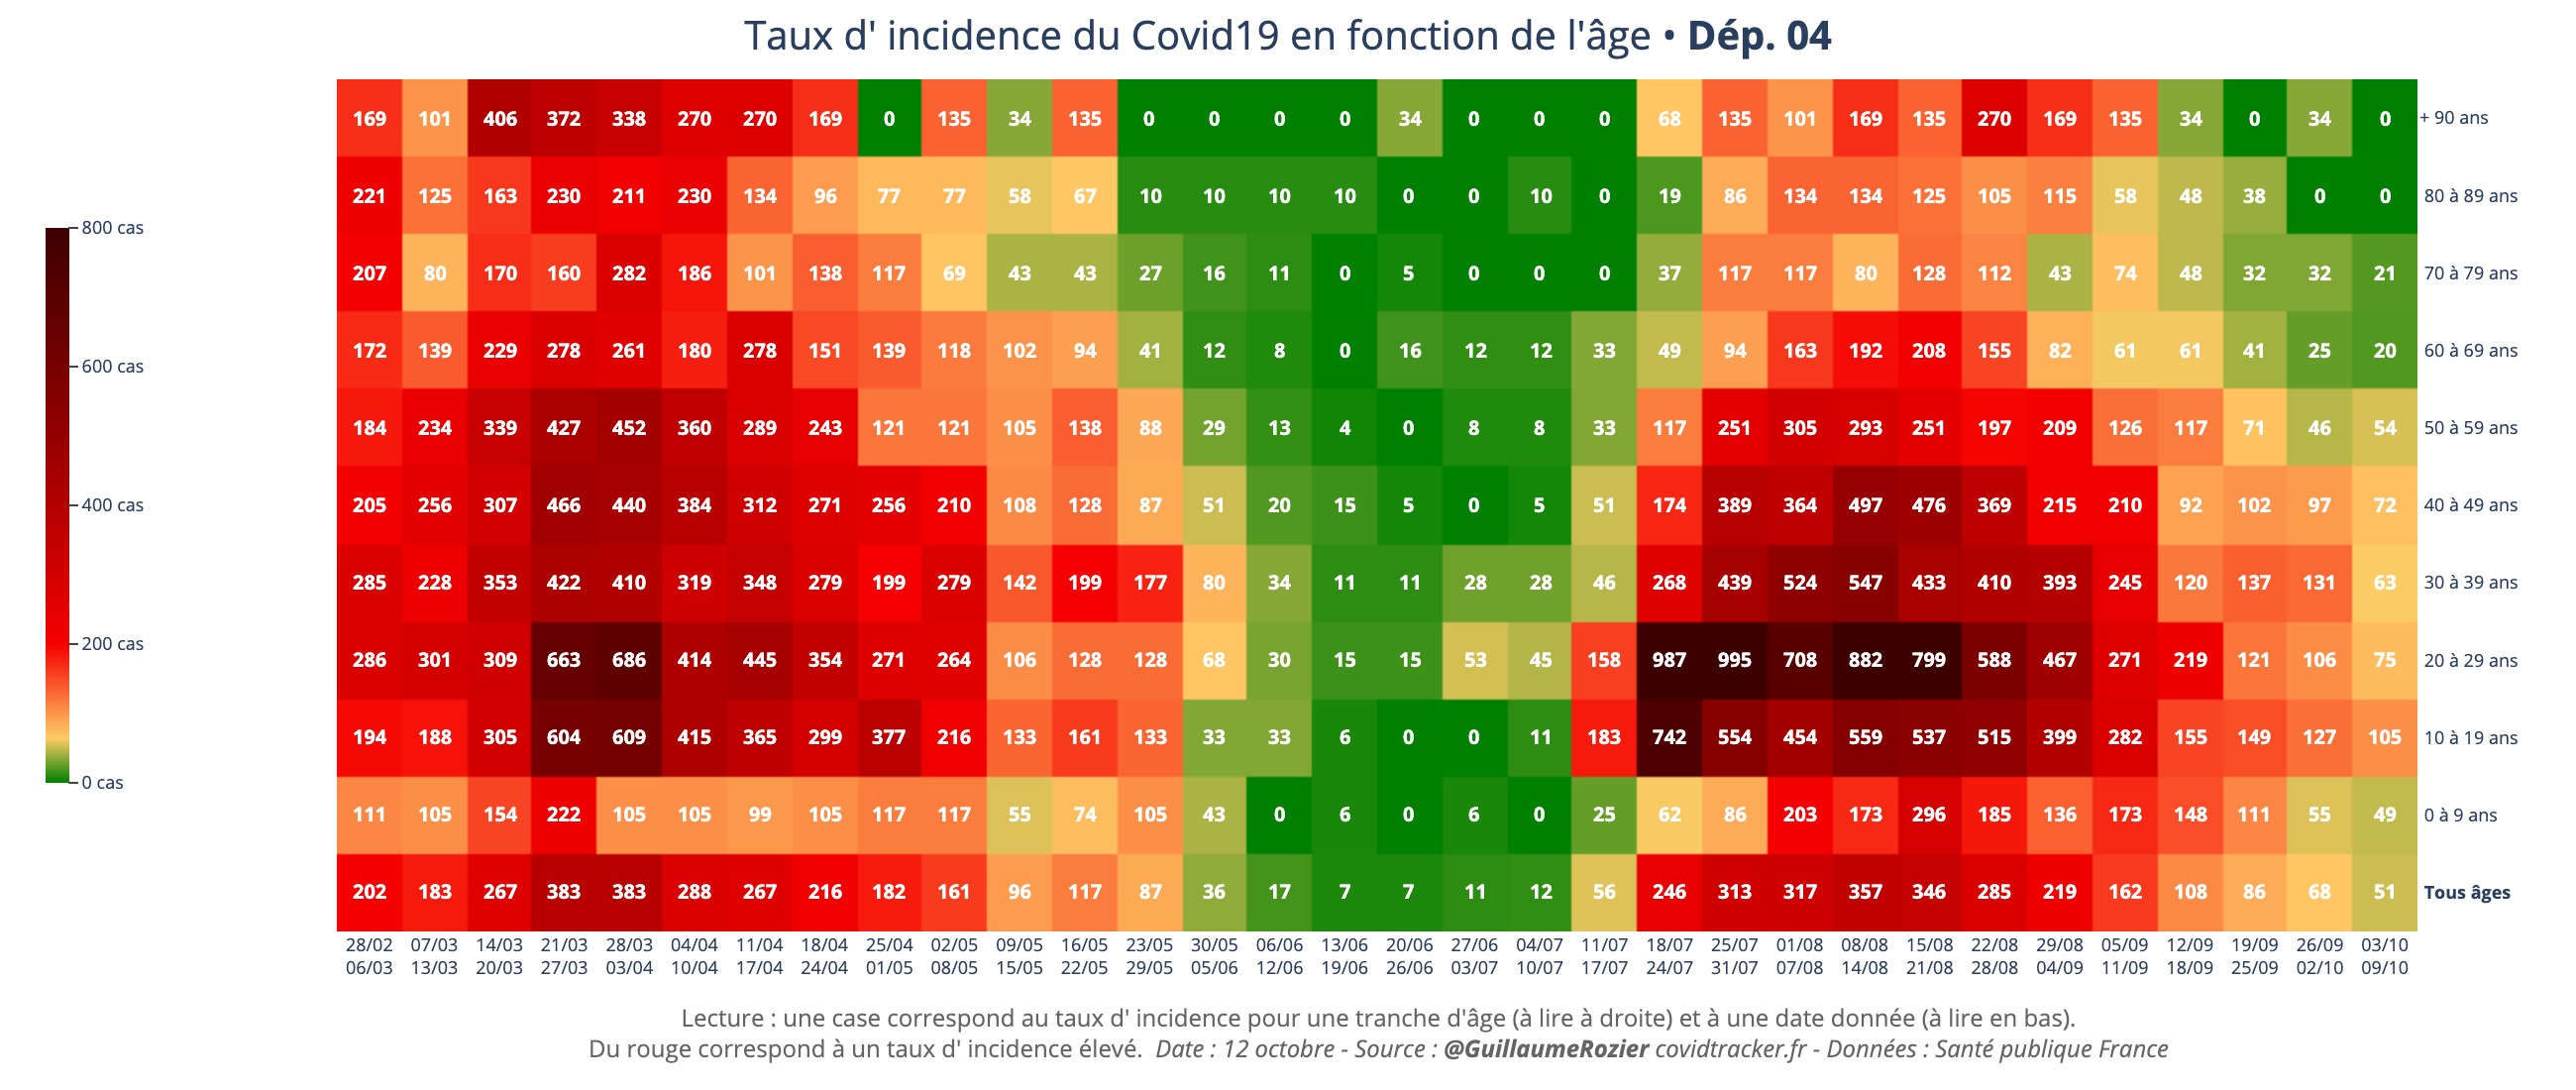 Taux d' incidence du Covid19 en fonction de l'âge • Dép. 04
169 101 406 372 338 270 270 169 0 135 34 135 0 0 0 0 34 0 0 0 68 135 101 169 135 270 169 135 34 0 34 0 + 90 ans
221 125 163 230 211 230 134 96 77 77 58 67 10 10 10 10 0 0 10 0 19 86 134 134 125 105 115 58 48 38 0 0 80 à 89 ans
800 cas
207 80 170 160 282 186 101 138 117 69 43 43 27 16 11 0 5 0 0 0 37 117 117 80 128 112 43 74 48 32 32 21 70 à 79 ans
172 139 229 278 261 180 278 151 139 118 102 94 41 12 8 0 16 12 12 33 49 94 163 192 208 155 82 61 61 41 25 20 60 à 69 ans
600 cas
184 234 339 427 452 360 289 243 121 121 105 138 88 29 13 4 0 8 8 33 117 251 305 293 251 197 209 126 117 71 46 54 50 à 59 ans
400 cas
205 256 307 466 440 384 312 271 256 210 108 128 87 51 20 15 5 0 5 51 174 389 364 497 476 369 215 210 92 102 97 72 40 à 49 ans
285 228 353 422 410 319 348 279 199 279 142 199 177 80 34 11 11 28 28 46 268 439 524 547 433 410 393 245 120 137 131 63 30 à 39 ans
200 cas
286 301 309 663 686 414 445 354 271 264 106 128 128 68 30 15 15 53 45 158 987 995 708 882 799 588 467 271 219 121 106 75 20 à 29 ans
194 188 305 604 609 415 365 299 377 216 133 161 133 33 33 6 0 0 11 183 742 554 454 559 537 515 399 282 155 149 127 105 10 à 19 ans
0 cas
111 105 154 222 105 105 99 105 117 117 55 74 105 43 0 6 0 6 0 25 62 86 203 173 296 185 136 173 148 111 55 49 0 à 9 ans
202 183 267 383 383 288 267 216 182 161 96 117 87 36 17 7 7 11 12 56 246 313 317 357 346 285 219 162 108 86 68 51 Tous âges
28/02 07/03 14/03 21/03 28/03 04/04 11/04 18/04 25/04 02/05 09/05 16/05 23/05 30/05 06/06 13/06 20/06 27/06 04/07 11/07 18/07 25/07 01/08 08/08 15/08 22/08 29/08 05/09 12/09 19/09 26/09 03/10
06/03 13/03 20/03 27/03 03/04 10/04 17/04 24/04 01/05 08/05 15/05 22/05 29/05 05/06 12/06 19/06 26/06 03/07 10/07 17/07 24/07 31/07 07/08 14/08 21/08 28/08 04/09 11/09 18/09 25/09 02/10 09/10
Lecture : une case correspond au taux d' incidence pour une tranche d'âge (à lire à droite) et à une date donnée (à lire en bas).
Du rouge correspond à un taux d' incidence élevé. Date : 12 octobre - Source : @GuillaumeRozier covidtracker.fr - Données : Santé publique France